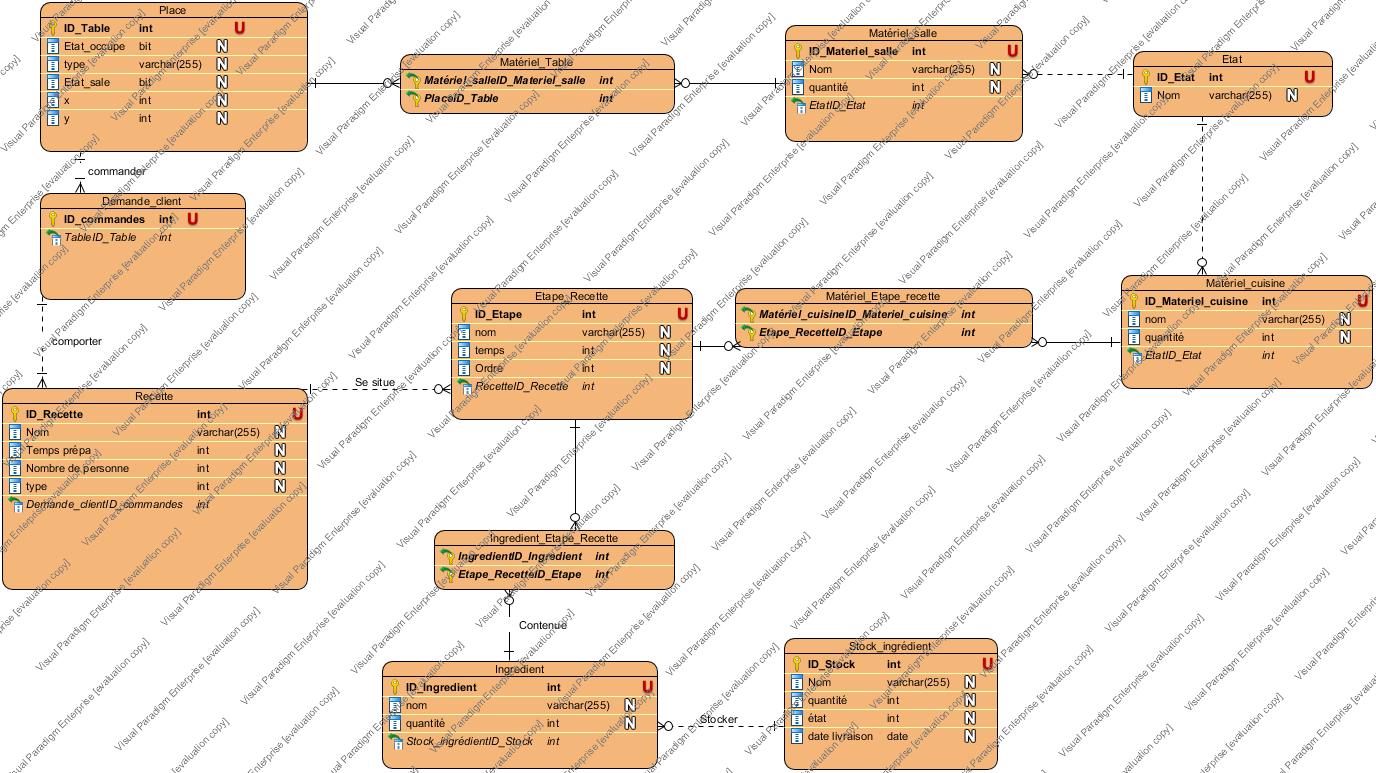 Place
ID_Table int U
Etat_occupe bit N
type varchar(255) N
Etat_sale bit N
x int N
y int N
Matériel_Table
Matériel_salleID_Materiel_salle int
PlaceID_Table int
Matériel_salle
ID_Materiel_salle int U
Nom varchar(255) N
quantité int N
EtatID_Etat int
Etat
ID_Etat int U
Nom varchar(255) N
commander
Demande_client
ID_commandes int U
TableID_Table int
comporter
Etape_Recette
ID_Etape int U
nom varchar(255) N
temps int N
Ordre int N
RecetteID_Recette int
Matériel_Etape_recette
Matériel_cuisineID_Materiel_cuisine int
Etape_RecetteID_Etape int
Matériel_cuisine
ID_Materiel_cuisine int U
nom varchar(255) N
quantité int N
EtatID_Etat int
Se situe
Recette
ID_Recette int U
Nom varchar(255) N
Temps prépa int N
Nombre de personne int N
type int N
Demande_clientID_commandes int
Ingredient_Etape_Recette
IngredientID_Ingredient int
Etape_RecetteID_Etape int
Contenue
Ingredient
ID_Ingredient int U
nom varchar(255) N
quantité int N
Stock_ingrédientID_Stock int
Stocker
Stock_ingrédient
ID_Stock int U
Nom varchar(255) N
quantité int N
état int N
date livraison date N
Visual Paradigm Enterprise [evaluation copy]